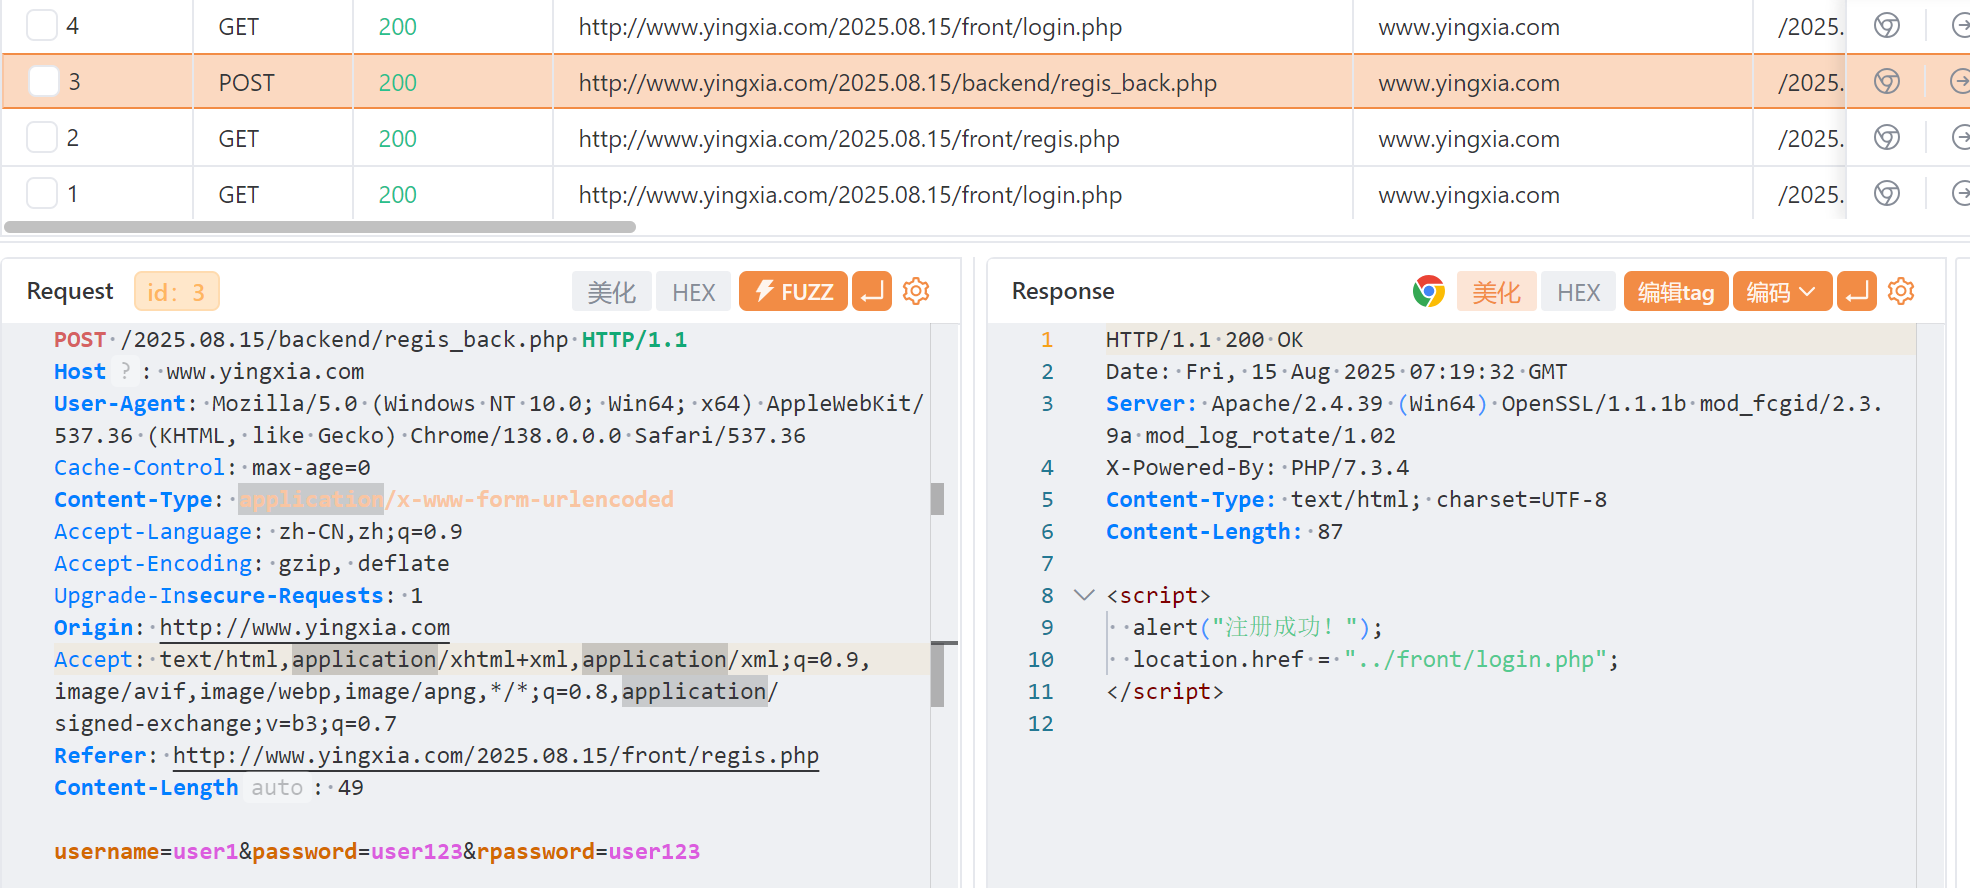 4 GET 200 http://www.yingxia.com/2025.08.15/front/login.php www.yingxia.com /2025.
3 POST 200 http://www.yingxia.com/2025.08.15/backend/regis_back.php www.yingxia.com /2025.
2 GET 200 http://www.yingxia.com/2025.08.15/front/regis.php www.yingxia.com /2025.
1 GET 200 http://www.yingxia.com/2025.08.15/front/login.php www.yingxia.com /2025.
Request id: 3 美化 HEX FUZZ
POST /2025.08.15/backend/regis_back.php HTTP/1.1
Host ? : www.yingxia.com
User-Agent: Mozilla/5.0 (Windows NT 10.0; Win64; x64) AppleWebKit/
537.36 (KHTML, like Gecko) Chrome/138.0.0.0 Safari/537.36
Cache-Control: max-age=0
Content-Type: application/x-www-form-urlencoded
Accept-Language: zh-CN,zh;q=0.9
Accept-Encoding: gzip, deflate
Upgrade-Insecure-Requests: 1
Origin: http://www.yingxia.com
Accept: text/html,application/xhtml+xml,application/xml;q=0.9,
image/avif,image/webp,image/apng,*/*;q=0.8,application/
signed-exchange;v=b3;q=0.7
Referer: http://www.yingxia.com/2025.08.15/front/regis.php
Content-Length auto : 49
username=user1&password=user123&rpassword=user123
Response 美化 HEX 编辑tag 编码
1 HTTP/1.1 200 OK
2 Date: Fri, 15 Aug 2025 07:19:32 GMT
3 Server: Apache/2.4.39 (Win64) OpenSSL/1.1.1b mod_fcgid/2.3.
9a mod_log_rotate/1.02
4 X-Powered-By: PHP/7.3.4
5 Content-Type: text/html; charset=UTF-8
6 Content-Length: 87
7
8 <script>
9 alert("注册成功！");
10 location.href = "../front/login.php";
11 </script>
12